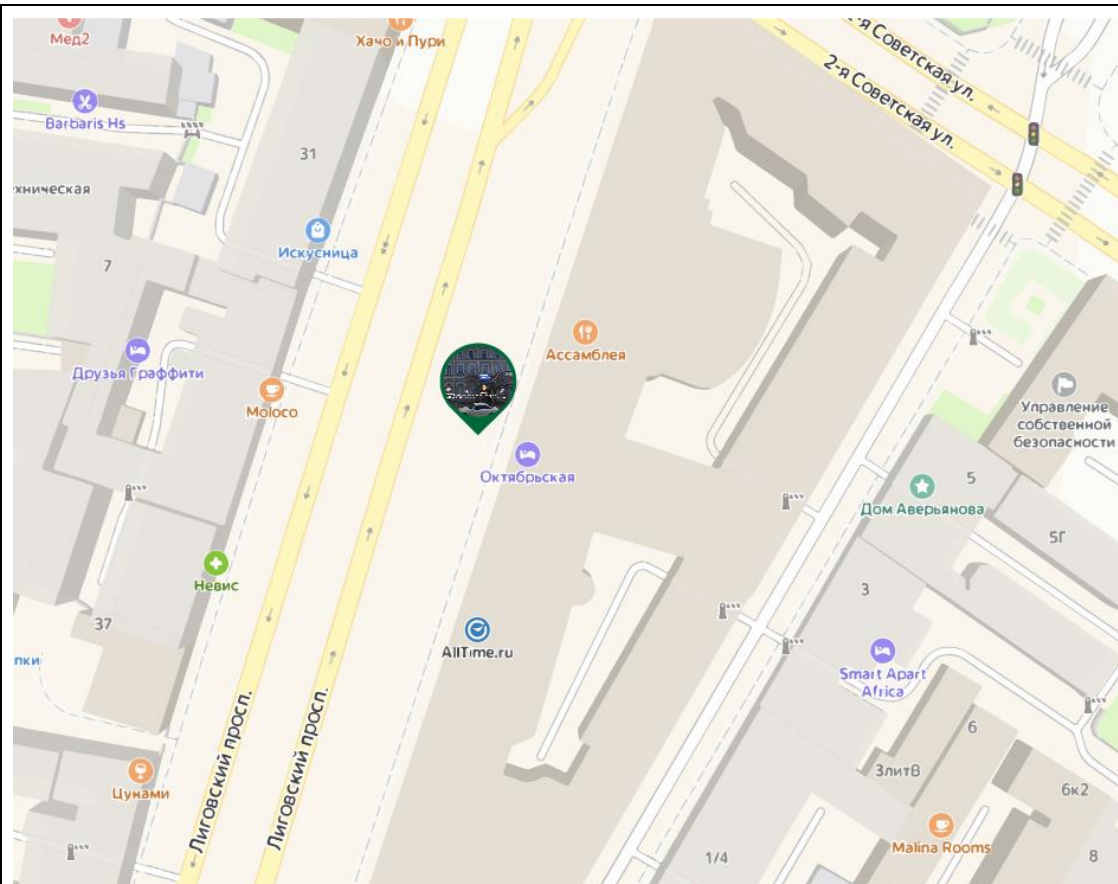 Мед2
Хачо и Пури
1-я Советская ул.
2-я Советская ул.
Barbaris Hs
31
хническая
Искусница
7
Ассамблея
Друзья Граффити
Moloco
Управление
собственной
безопасности
Октябрьская
5
Дом Аверьянова
5Г
Невис
3
37
AllTime.ru
пки
Smart Apart
Africa
Лиговский просп.
Лиговский просп.
6
3литВ
6к2
Цунами
Malina Rooms
1/4
8